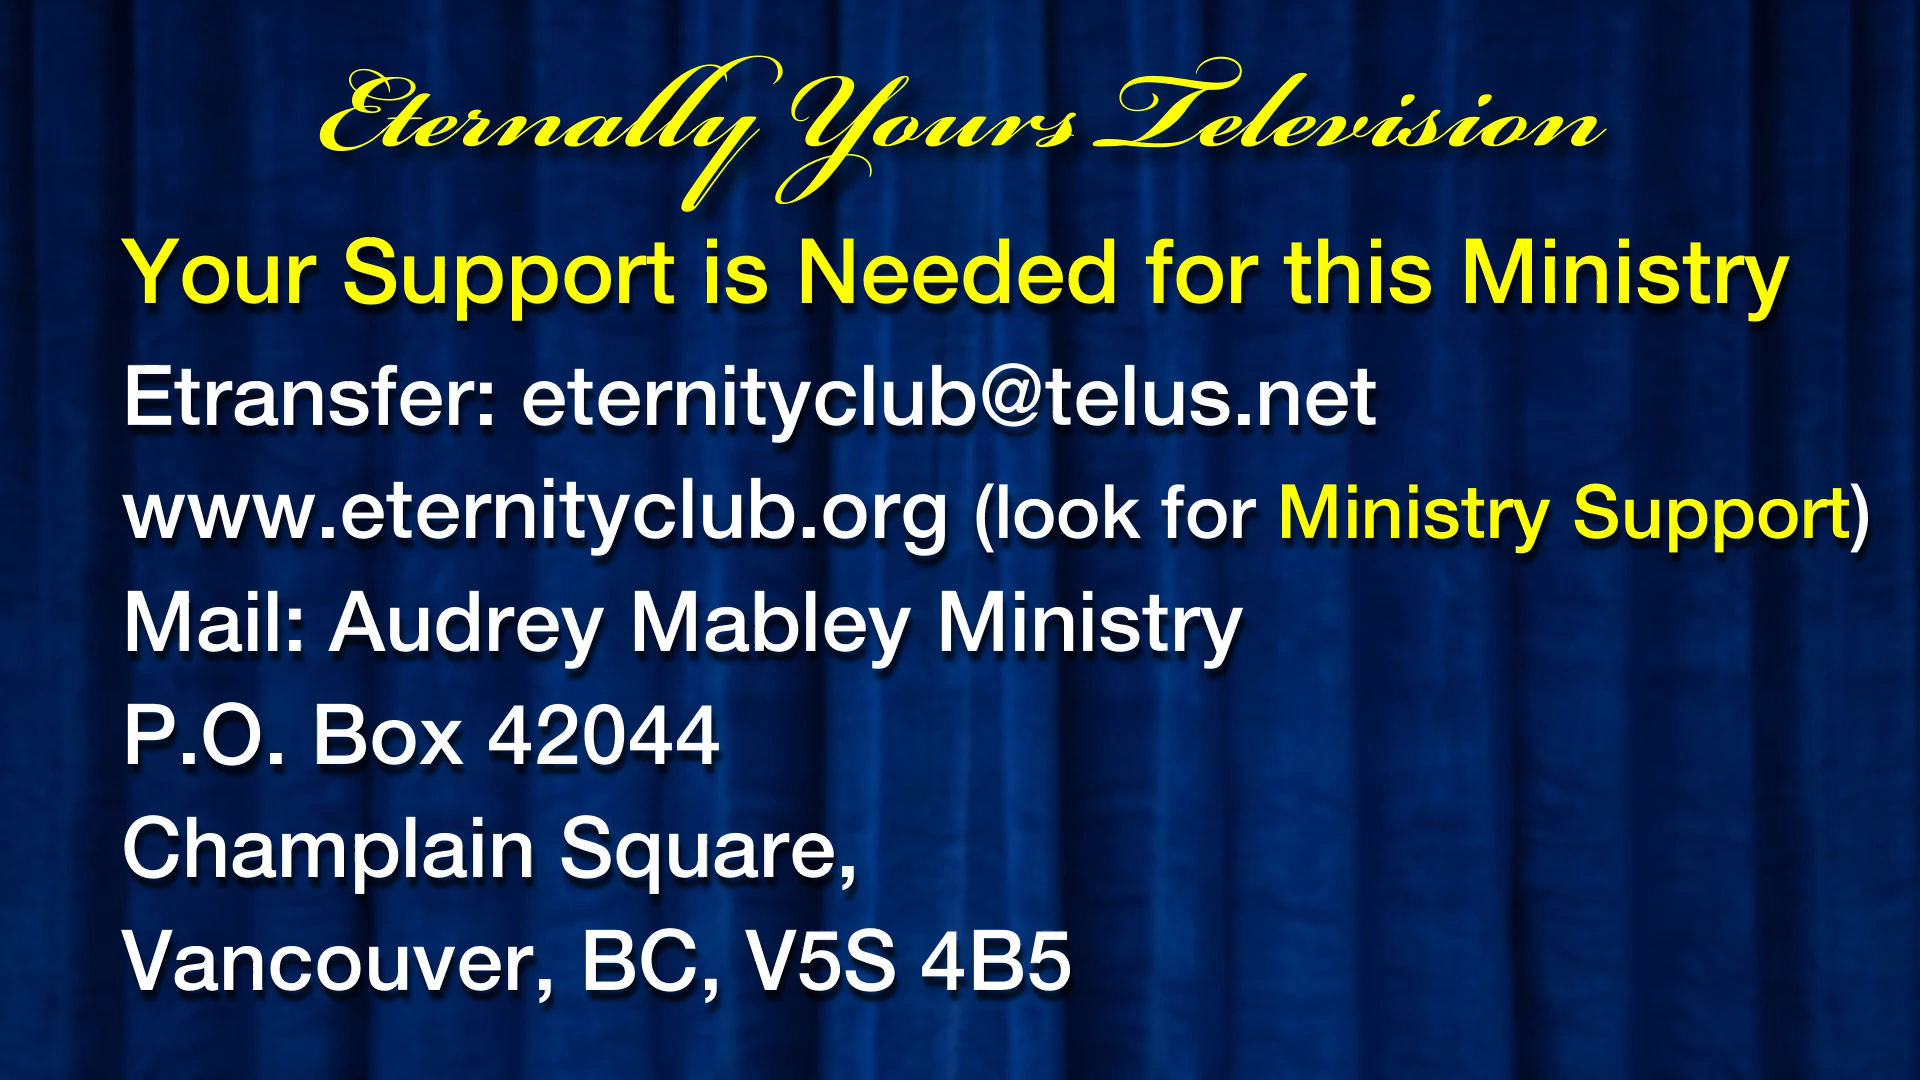 Eternally Yours Television
Your Support is Needed for this Ministry
Etransfer: eternityclub@telus.net
www.eternityclub.org (look for Ministry Support)
Mail: Audrey Mabley Ministry
P.O. Box 42044
Champlain Square,
Vancouver, BC, V5S 4B5